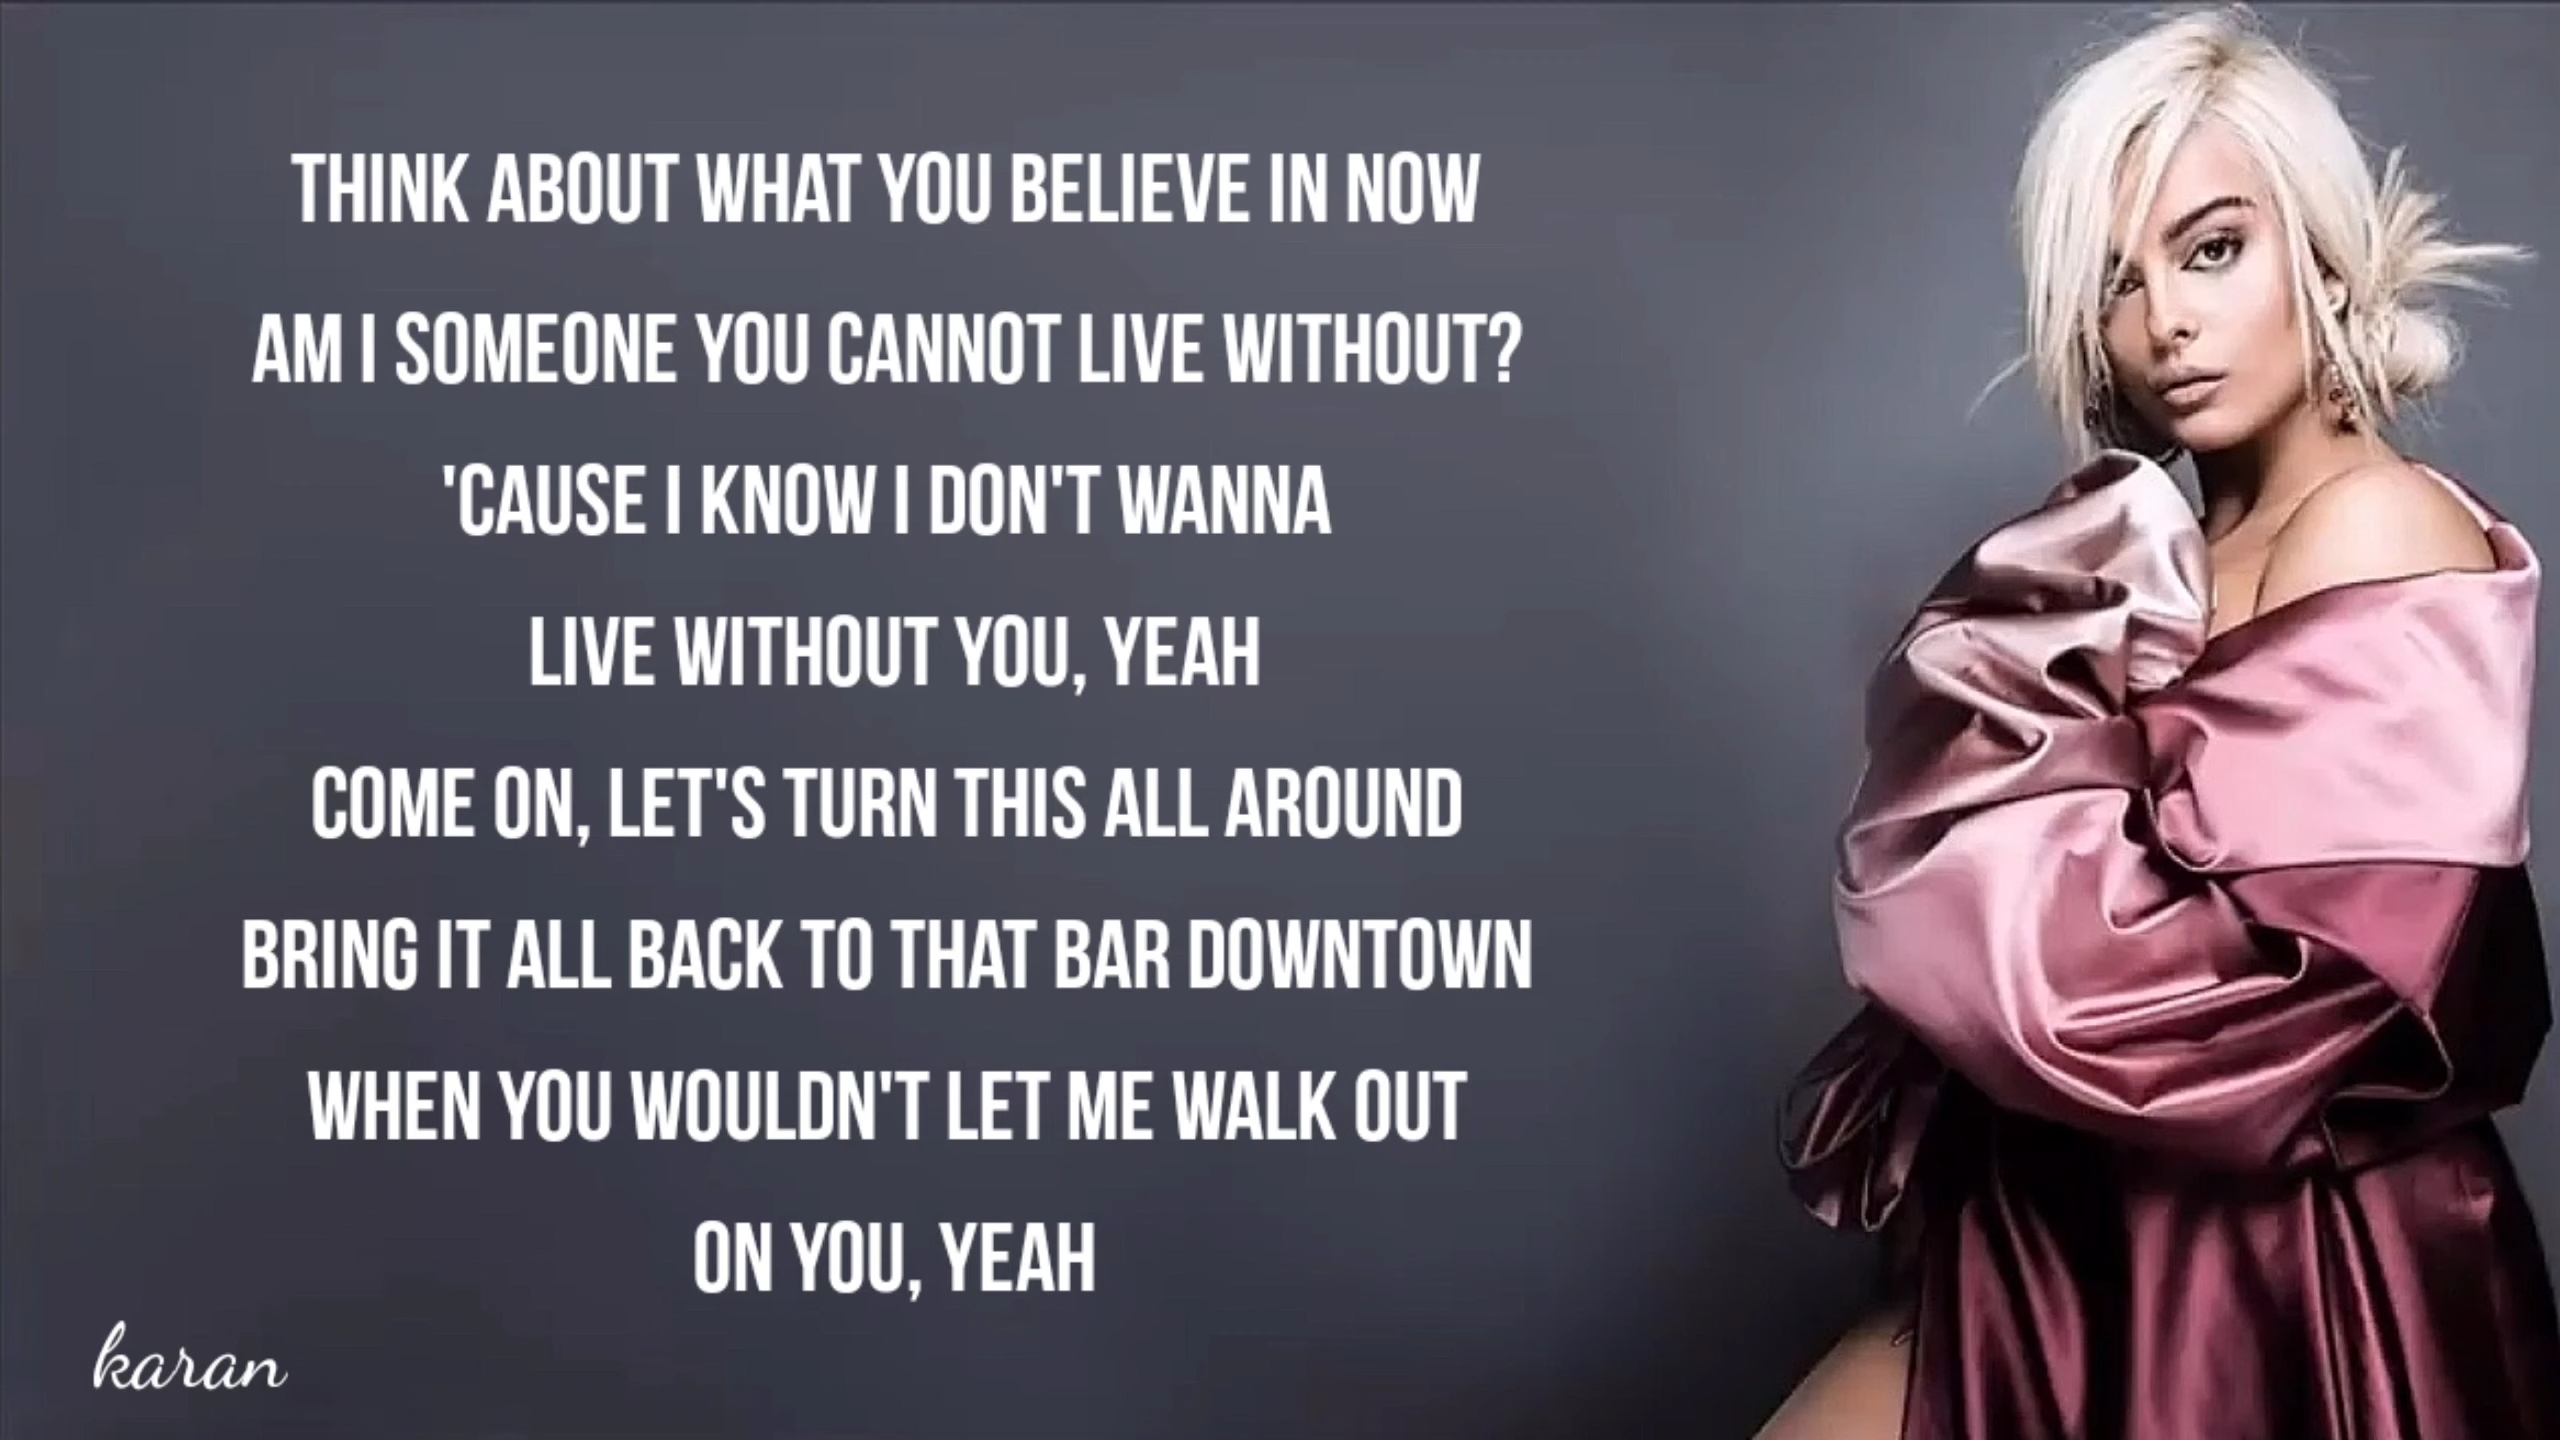 THINK ABOUT WHAT YOU BELIEVE IN NOW
AM I SOMEONE YOU CANNOT LIVE WITHOUT?
'CAUSE I KNOW I DON'T WANNA
LIVE WITHOUT YOU, YEAH
COME ON, LET'S TURN THIS ALL AROUND
BRING IT ALL BACK TO THAT BAR DOWNTOWN
WHEN YOU WOULDN'T LET ME WALK OUT
ON YOU, YEAH
karan